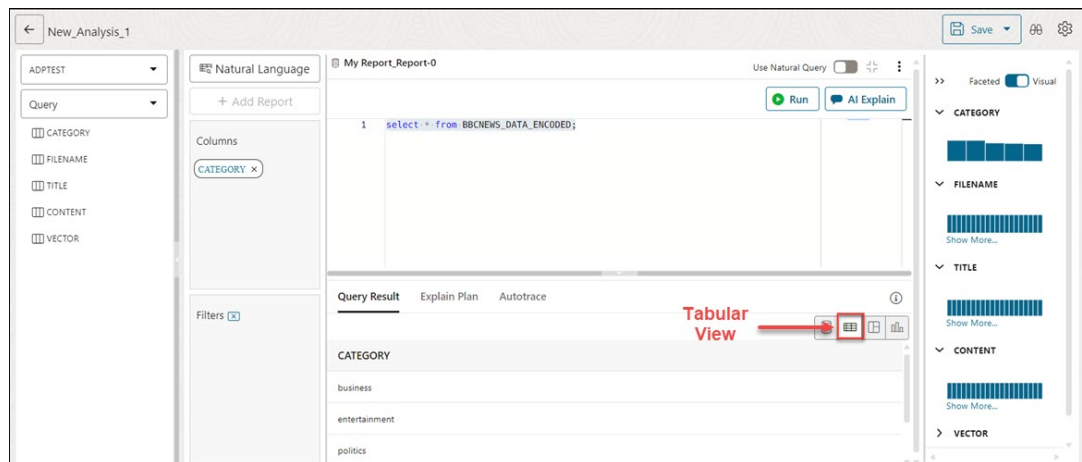 New_Analysis_1
Save
ADPTEST
Query
CATEGORY
FILENAME
TITLE
CONTENT
VECTOR
Natural Language
+ Add Report
Columns
CATEGORY ×
Filters
My Report_Report-0
Use Natural Query
Run
AI Explain
1 select * from BBCNEWS_DATA_ENCODED;
Query Result Explain Plan Autotrace
Tabular
View
CATEGORY
business
entertainment
politics
Faceted Visual
CATEGORY
FILENAME
Show More...
TITLE
Show More...
CONTENT
Show More...
VECTOR